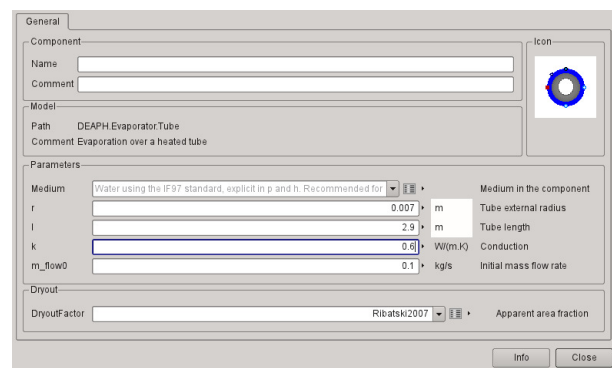 General
Component
Icon
Name
Comment
Model
Path DEAPH.Evaporator.Tube
Comment Evaporation over a heated tube
Parameters
Medium Water using the IF97 standard, explicit in p and h. Recommended for Medium in the component
r 0.007 m Tube external radius
l 2.9 m Tube length
k 0.6 W/(m.K) Conduction
m_flow0 0.1 kg/s Initial mass flow rate
Dryout
DryoutFactor Ribatski2007 Apparent area fraction
Info Close